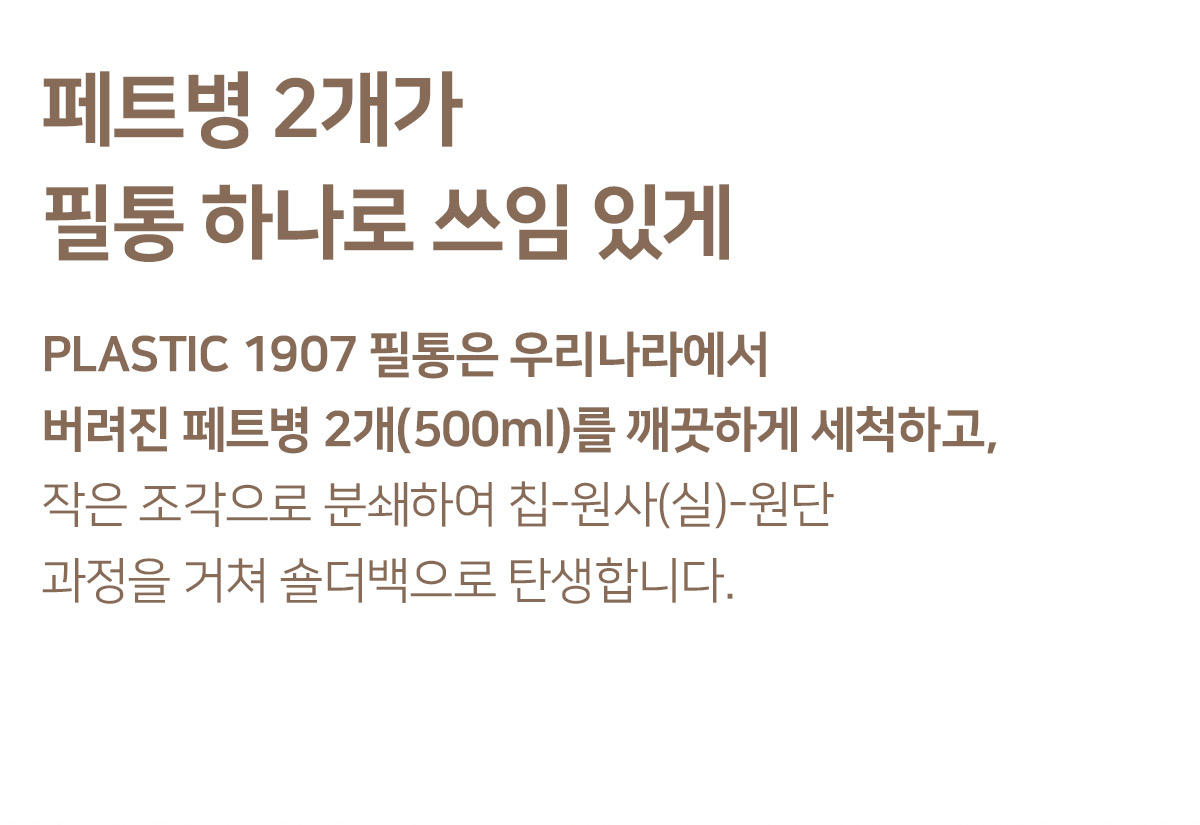 페트병 2개가
필통 하나로 쓰임 있게
PLASTIC 1907 필통은 우리나라에서
버려진 페트병 2개(500ml)를 깨끗하게 세척하고,
작은 조각으로 분쇄하여 칩-원사(실)-원단
과정을 거쳐 숄더백으로 탄생합니다.